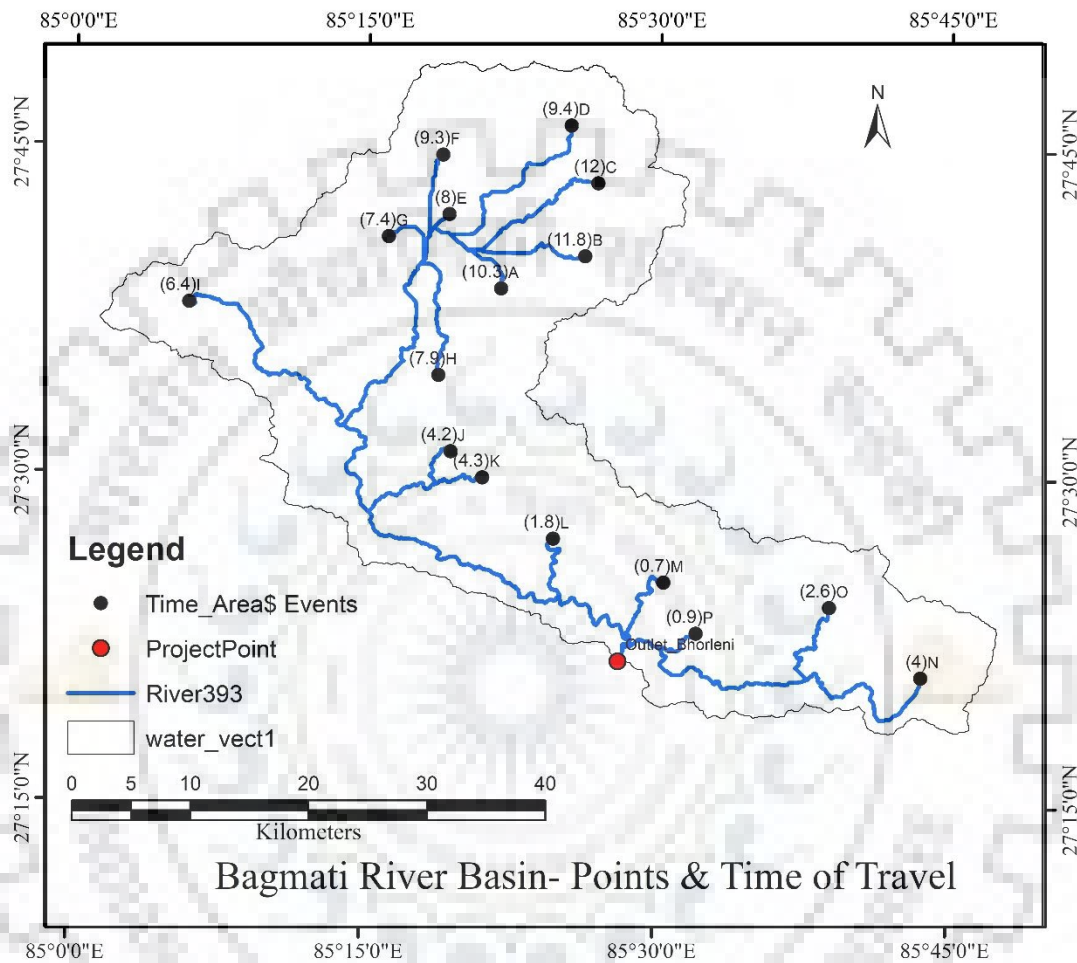 85°0'0"E 85°15'0"E 85°30'0"E 85°45'0"E
27°45'0"N
27°45'0"N
27°30'0"N
27°30'0"N
27°15'0"N
27°15'0"N
N
(9.4)D
(9.3)F
(12)C
(8)E
(7.4)G
(11.8)B
(10.3)A
(6.4)I
(7.9)H
(4.2)J
(4.3)K
(1.8)L
(0.7)M
(2.6)O
(0.9)P
Outlet_Bhorleni
(4)N
Legend
Time_Area$ Events
ProjectPoint
River393
water_vect1
0 5 10 20 30 40
Kilometers
Bagmati River Basin- Points & Time of Travel
85°0'0"E 85°15'0"E 85°30'0"E 85°45'0"E